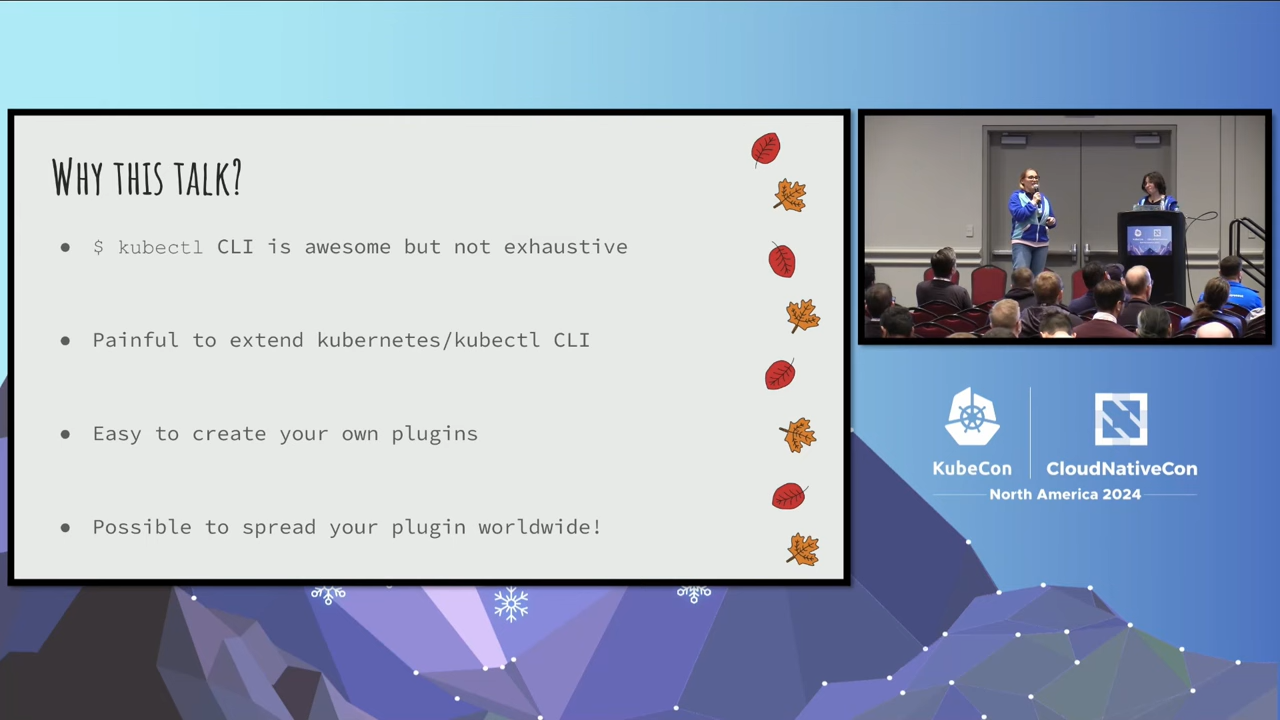 Why this talk?
● $ kubectl CLI is awesome but not exhaustive
● Painful to extend kubernetes/kubectl CLI
● Easy to create your own plugins
● Possible to spread your plugin worldwide!
KubeCon
CloudNativeCon
North America 2024